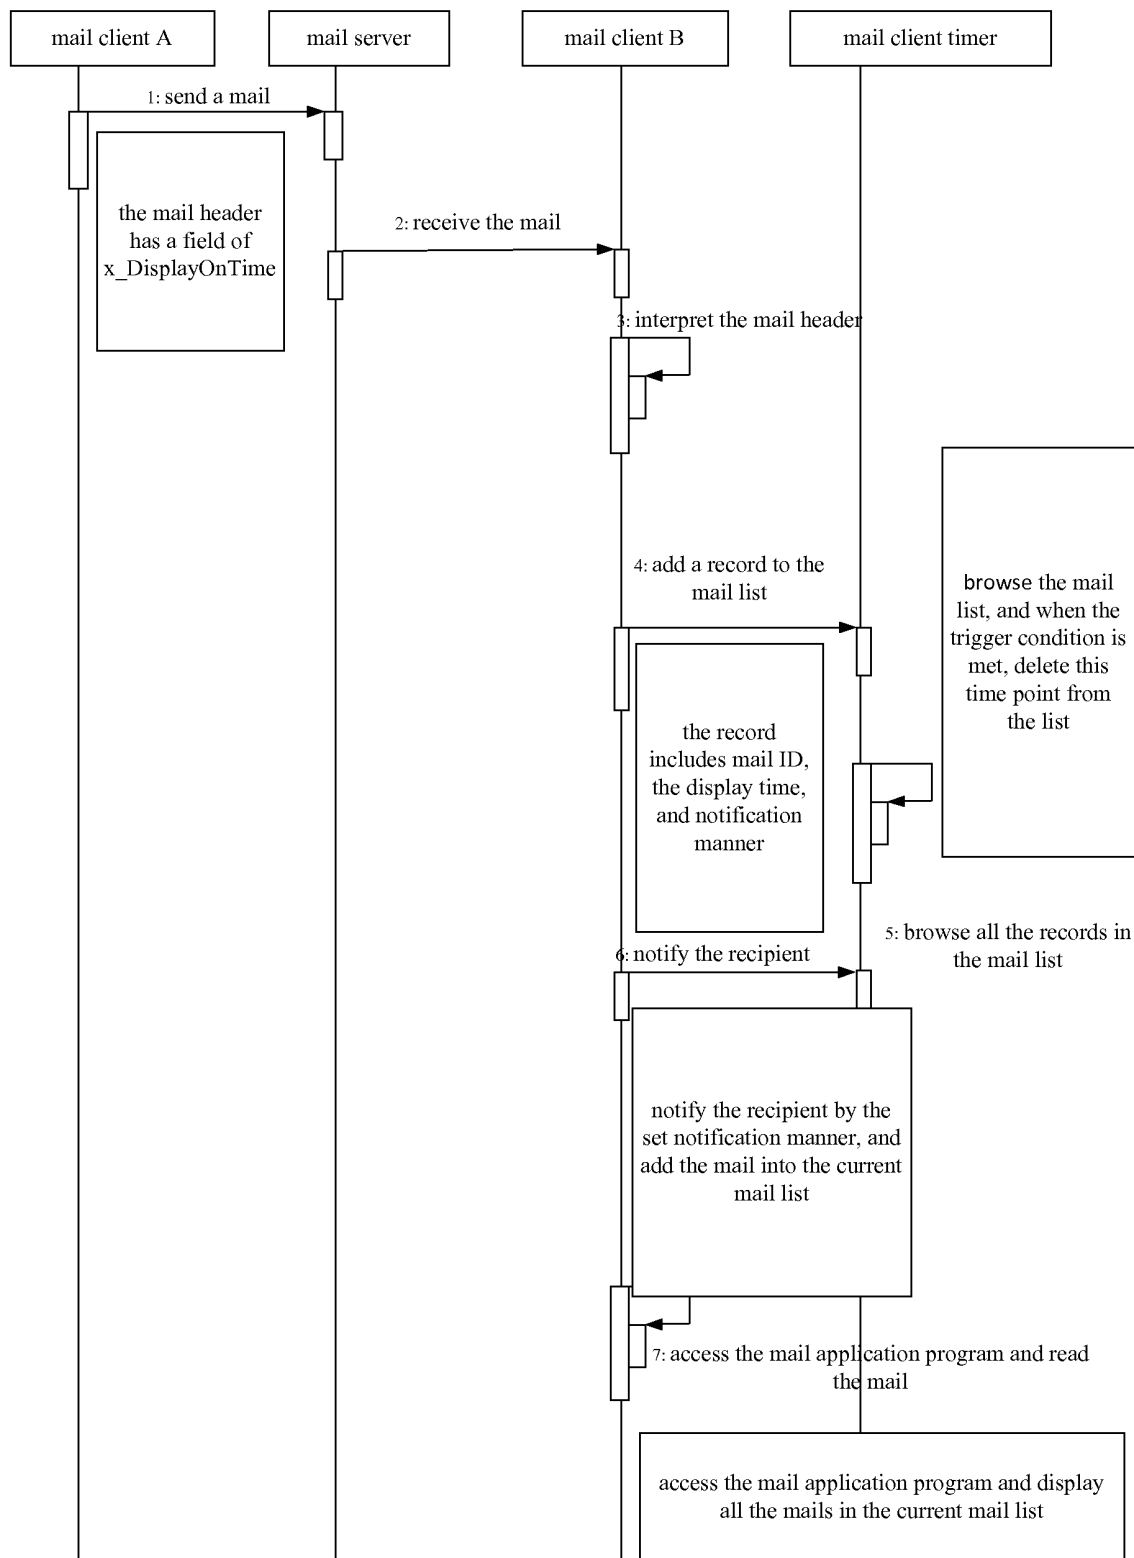 mail client A
mail server
mail client B
mail client timer
1: send a mail
the mail header
has a field of
x_DisplayOnTime
2: receive the mail
3: interpret the mail header
4: add a record to the
mail list
browse the mail
list, and when the
trigger condition is
met, delete this
time point from
the list
the record
includes mail ID,
the display time,
and notification
manner
5: browse all the records in
the mail list
6: notify the recipient
notify the recipient by the
set notification manner, and
add the mail into the current
mail list
7: access the mail application program and read
the mail
access the mail application program and display
all the mails in the current mail list